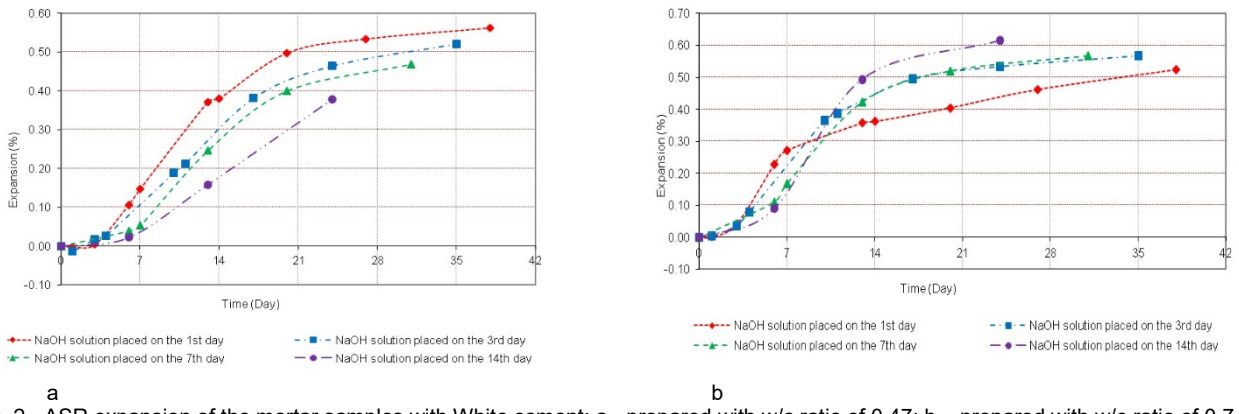 0.60
0.50
0.40
0.30
0.20
0.10
0.00
-0.10
Expansion (%)
0 7 14 21 28 35 42
Time (Day)
NaOH solution placed on the 1st day NaOH solution placed on the 3rd day
NaOH solution placed on the 7th day NaOH solution placed on the 14th day
a
0.70
0.60
0.50
0.40
0.30
0.20
0.10
0.00
-0.10
Expansion (%)
0 7 14 21 28 35 42
Time (Day)
NaOH solution placed on the 1st day NaOH solution placed on the 3rd day
NaOH solution placed on the 7th day NaOH solution placed on the 14th day
b
2 ASR expansion of the mortar samples with White cement: a - prepared with w/c ratio of 0.47; b - prepared with w/c ratio of 0.7